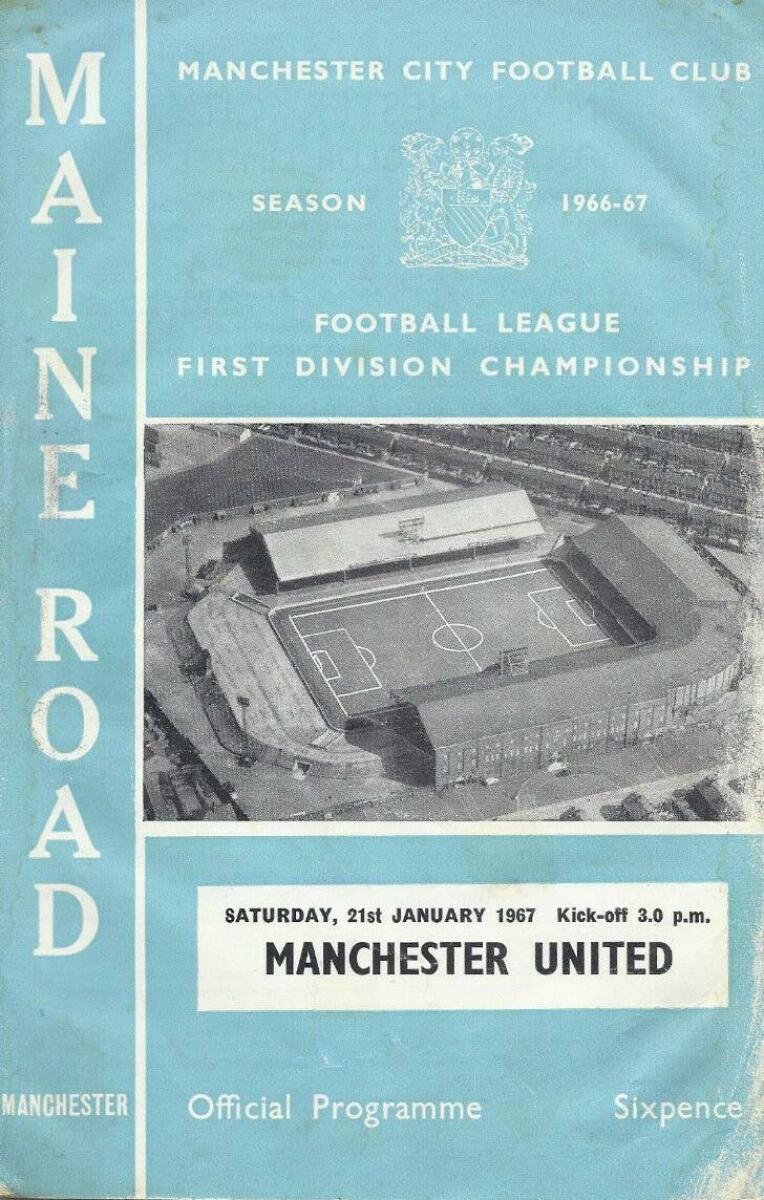 MAINE ROAD
MANCHESTER CITY FOOTBALL CLUB
SEASON 1966-67
FOOTBALL LEAGUE
FIRST DIVISION CHAMPIONSHIP
SATURDAY, 21st JANUARY 1967 Kick-off 3.0 p.m.
MANCHESTER UNITED
MANCHESTER
Official Programme Sixpence